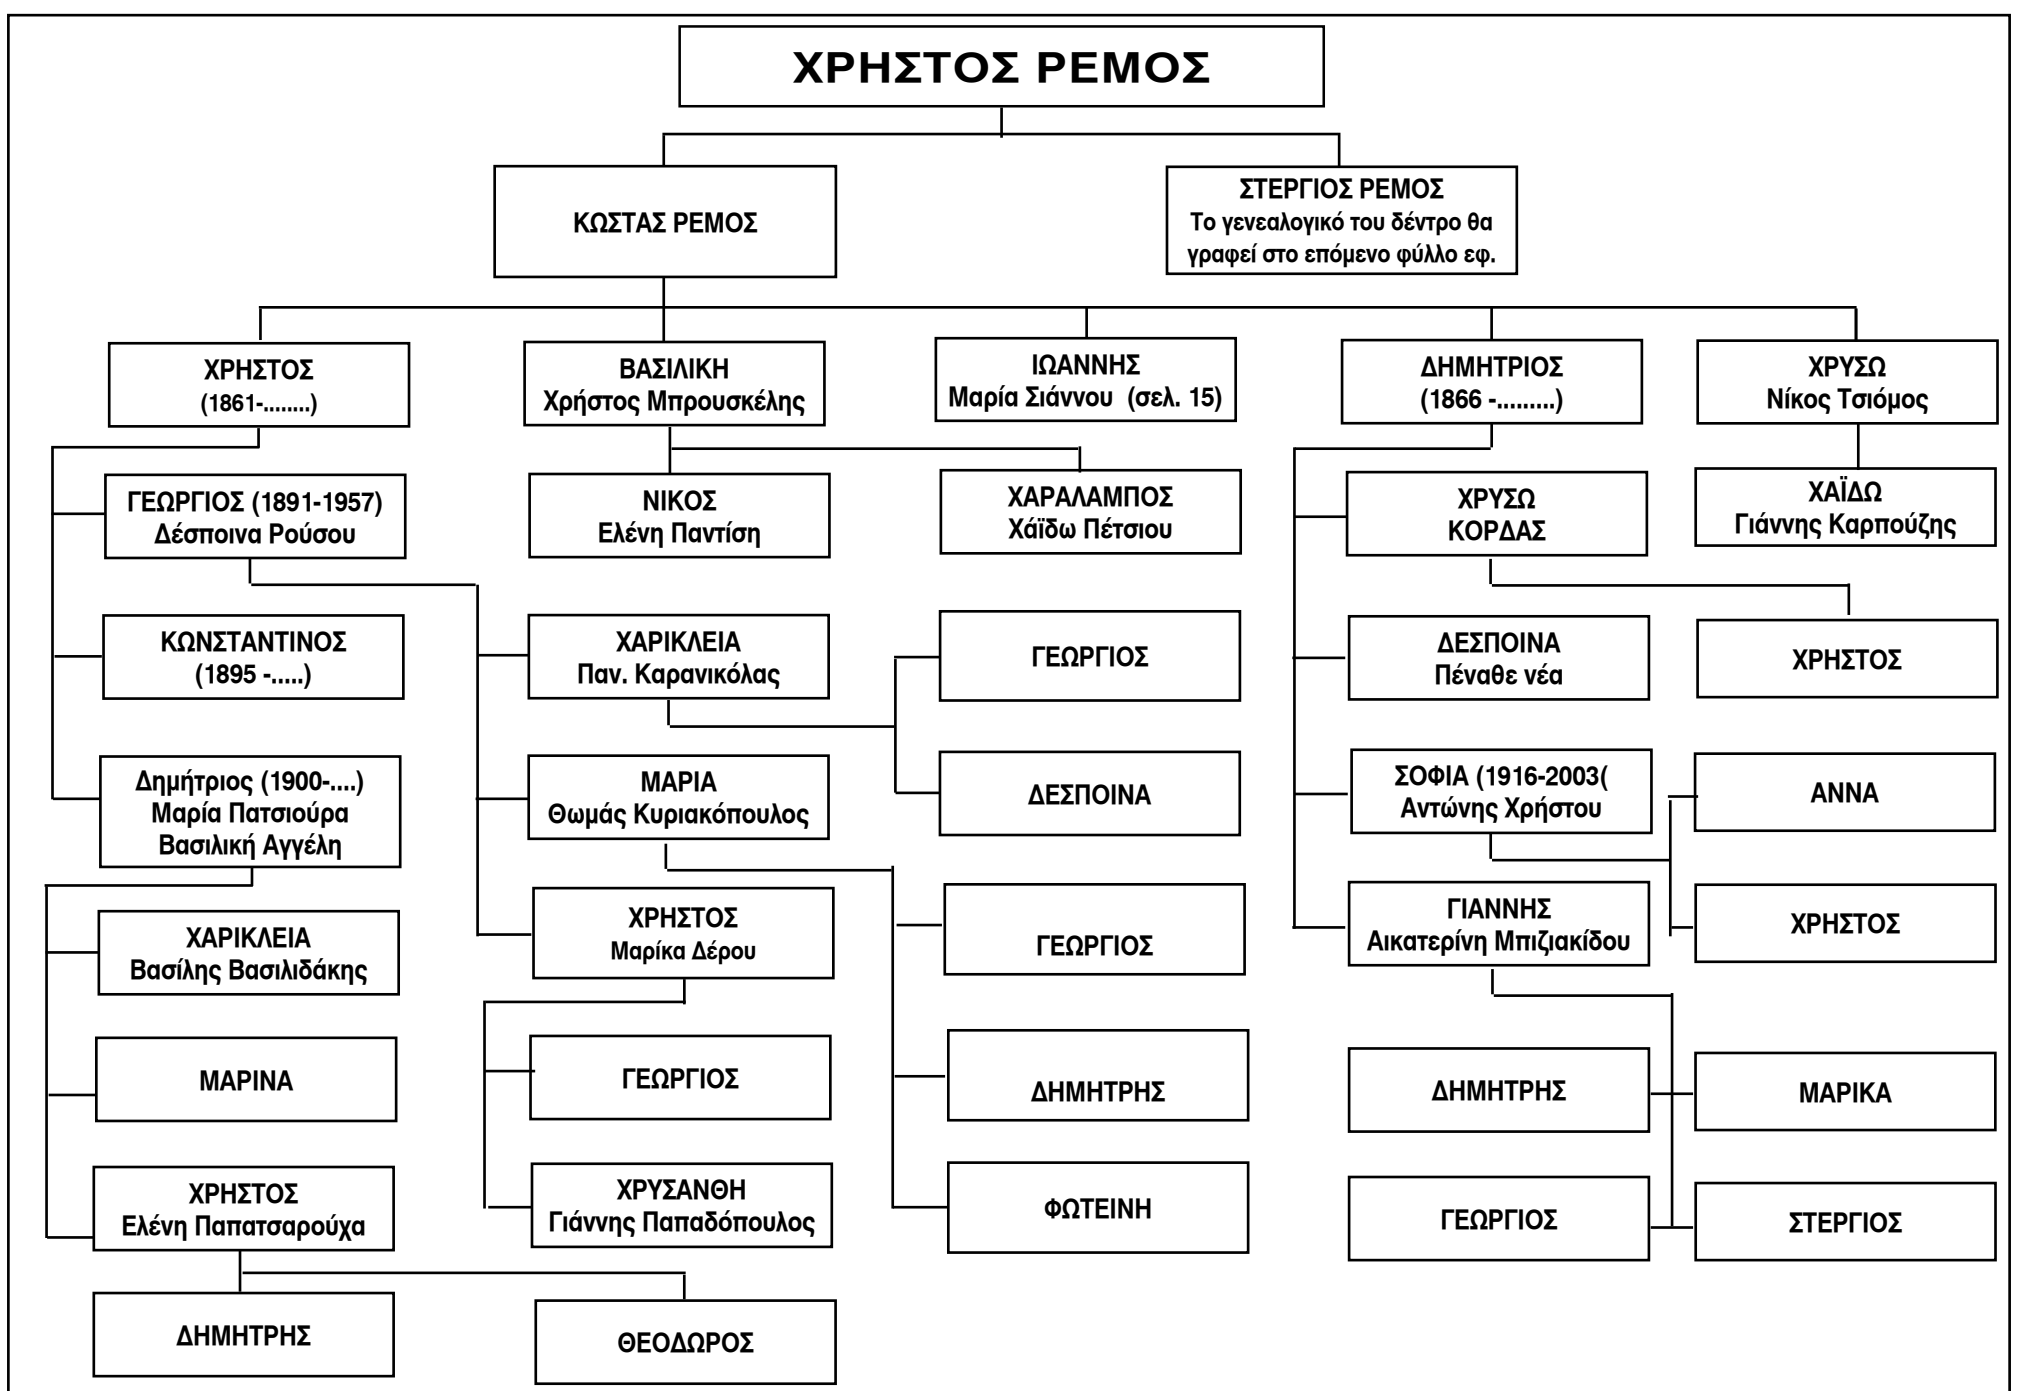 ΧΡΗΣΤΟΣ ΡΕΜΟΣ
ΚΩΣΤΑΣ ΡΕΜΟΣ
ΣΤΕΡΓΙΟΣ ΡΕΜΟΣ
Το γενεαλογικό του δέντρο θα
γραφεί στο επόμενο φύλλο εφ.
ΧΡΗΣΤΟΣ
(1861-........)
ΒΑΣΙΛΙΚΗ
Χρήστος Μπρουσκέλης
ΙΩΑΝΝΗΣ
Μαρία Σιάννου (σελ. 15)
ΔΗΜΗΤΡΙΟΣ
(1866 -.........)
ΧΡΥΣΩ
Νίκος Τσιόμος
ΓΕΩΡΓΙΟΣ (1891-1957)
Δέσποινα Ρούσου
ΝΙΚΟΣ
Ελένη Παντίση
ΧΑΡΑΛΑΜΠΟΣ
Χάϊδω Πέτσιου
ΧΡΥΣΩ
ΚΟΡΔΑΣ
ΧΑΪΔΩ
Γιάννης Καρπούζης
ΚΩΝΣΤΑΝΤΙΝΟΣ
(1895 -.....)
ΧΑΡΙΚΛΕΙΑ
Παν. Καρανικόλας
ΓΕΩΡΓΙΟΣ
ΔΕΣΠΟΙΝΑ
Πέναθε νέα
ΧΡΗΣΤΟΣ
Δημήτριος (1900-....)
Μαρία Πατσιούρα
Βασιλική Αγγέλη
ΜΑΡΙΑ
Θωμάς Κυριακόπουλος
ΔΕΣΠΟΙΝΑ
ΣΟΦΙΑ (1916-2003(
Αντώνης Χρήστου
ΑΝΝΑ
ΧΑΡΙΚΛΕΙΑ
Βασίλης Βασιλιδάκης
ΧΡΗΣΤΟΣ
Μαρίκα Δέρου
ΓΕΩΡΓΙΟΣ
ΓΙΑΝΝΗΣ
Αικατερίνη Μπιζιακίδου
ΧΡΗΣΤΟΣ
ΜΑΡΙΝΑ
ΓΕΩΡΓΙΟΣ
ΔΗΜΗΤΡΗΣ
ΔΗΜΗΤΡΗΣ
ΜΑΡΙΚΑ
ΧΡΗΣΤΟΣ
Ελένη Παπατσαρούχα
ΧΡΥΣΑΝΘΗ
Γιάννης Παπαδόπουλος
ΦΩΤΕΙΝΗ
ΓΕΩΡΓΙΟΣ
ΣΤΕΡΓΙΟΣ
ΔΗΜΗΤΡΗΣ
ΘΕΟΔΩΡΟΣ